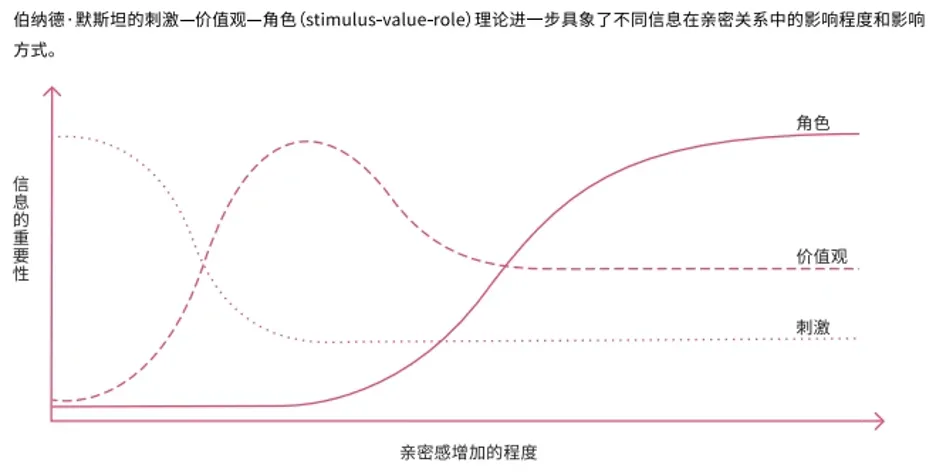 伯纳德·默斯坦的刺激—价值观—角色（stimulus-value-role）理论进一步具象了不同信息在亲密关系中的影响程度和影响
方式。
角色
信息的重要性
价值观
刺激
亲密感增加的程度